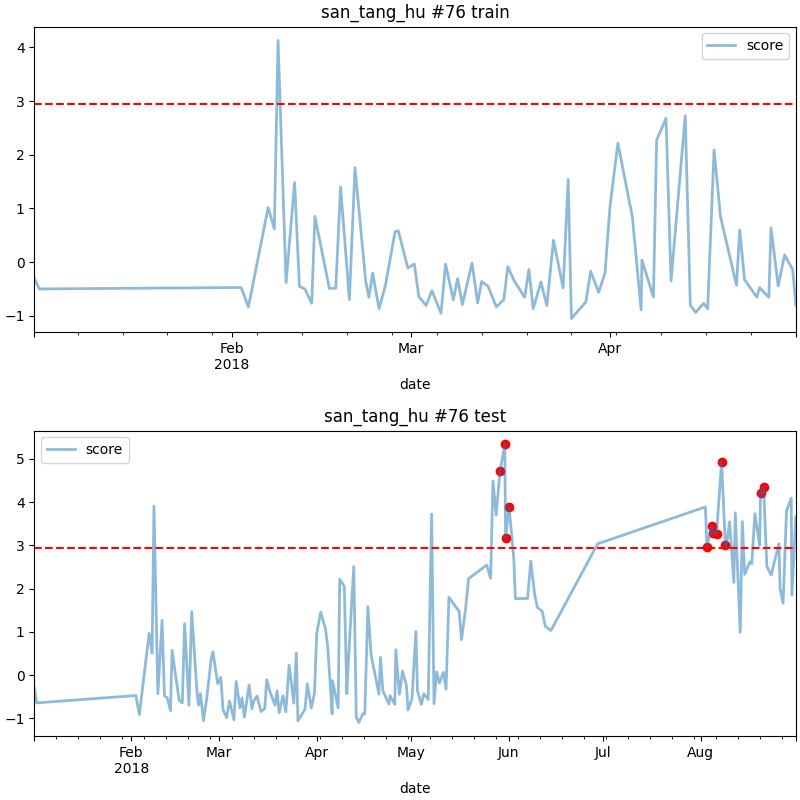 san_tang_hu #76 train
score
4
3
2
1
0
−1
Feb
2018
Mar
Apr
date
san_tang_hu #76 test
score
5
4
3
2
1
0
−1
Feb
2018
Mar
Apr
May
Jun
Jul
Aug
date